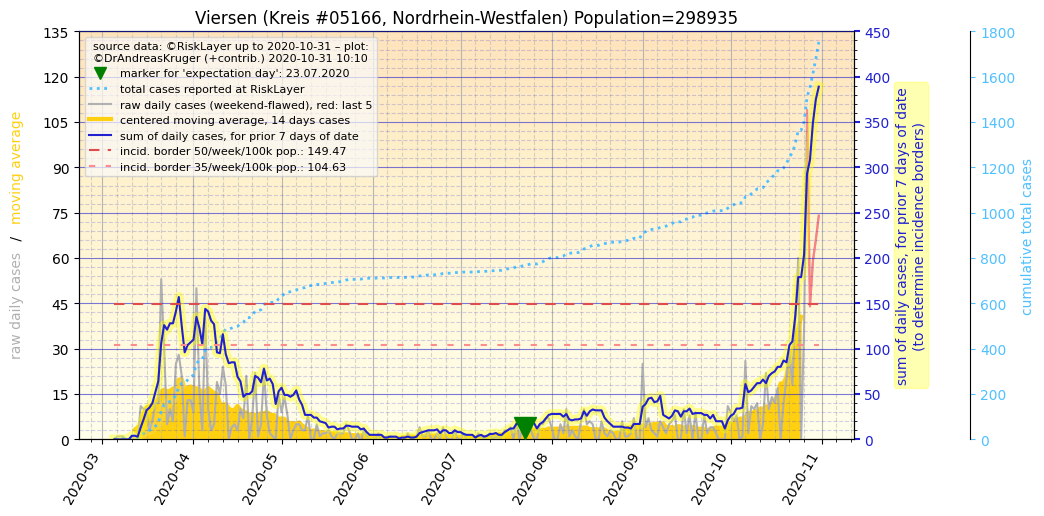 Viersen (Kreis #05166, Nordrhein-Westfalen) Population=298935
source data: ©RiskLayer up to 2020-10-31 – plot:
©DrAndreasKruger (+contrib.) 2020-10-31 10:10
marker for 'expectation day': 23.07.2020
total cases reported at RiskLayer
raw daily cases (weekend-flawed), red: last 5
centered moving average, 14 days cases
sum of daily cases, for prior 7 days of date
incid. border 50/week/100k pop.: 149.47
incid. border 35/week/100k pop.: 104.63
raw daily cases / moving average
135
120
105
90
75
60
45
30
15
0
2020-03
2020-04
2020-05
2020-06
2020-07
2020-08
2020-09
2020-10
2020-11
450
400
350
300
250
200
150
100
50
0
sum of daily cases, for prior 7 days of date
(to determine incidence borders)
1800
1600
1400
1200
1000
800
600
400
200
0
cumulative total cases